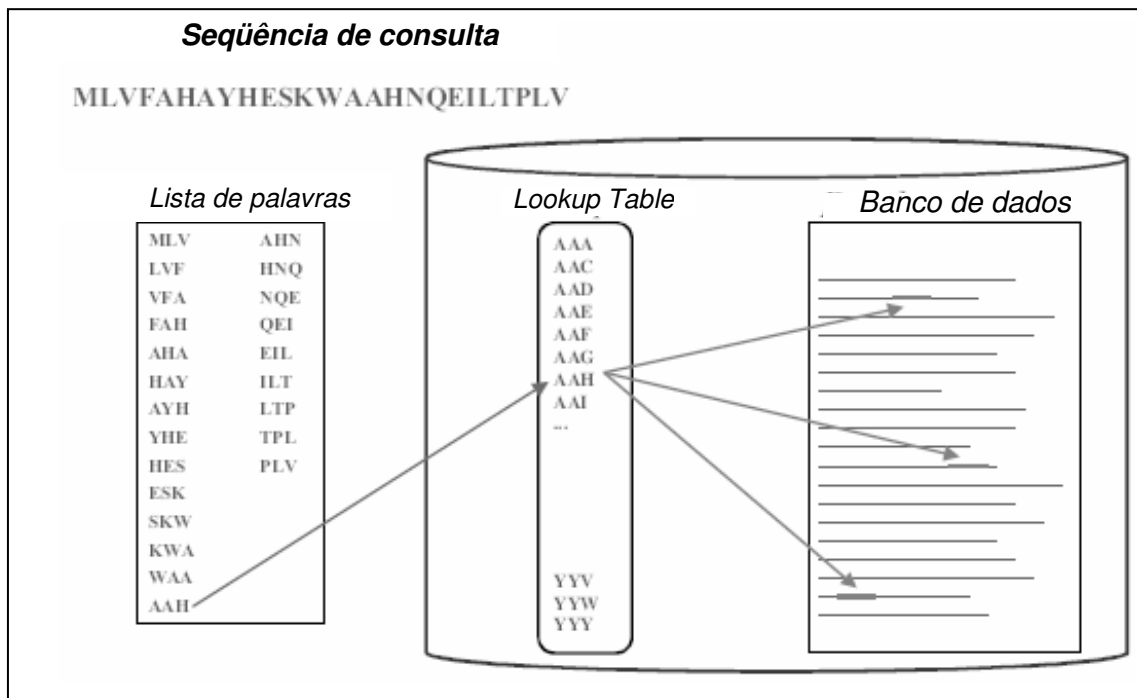 Seqüência de consulta
MLVFAHAYHESKWAAHNQEILTPLV
Lista de palavras
MLV AHN
LVF HNQ
VFA NQE
FAH QEI
AHA EIL
HAY ILT
AYH LTP
YHE TPL
HES PLV
ESK
SKW
KWA
WAA
AAH
Lookup Table
AAA
AAC
AAD
AAE
AAF
AAG
AAH
AAI
...
YYV
YYW
YYY
Banco de dados